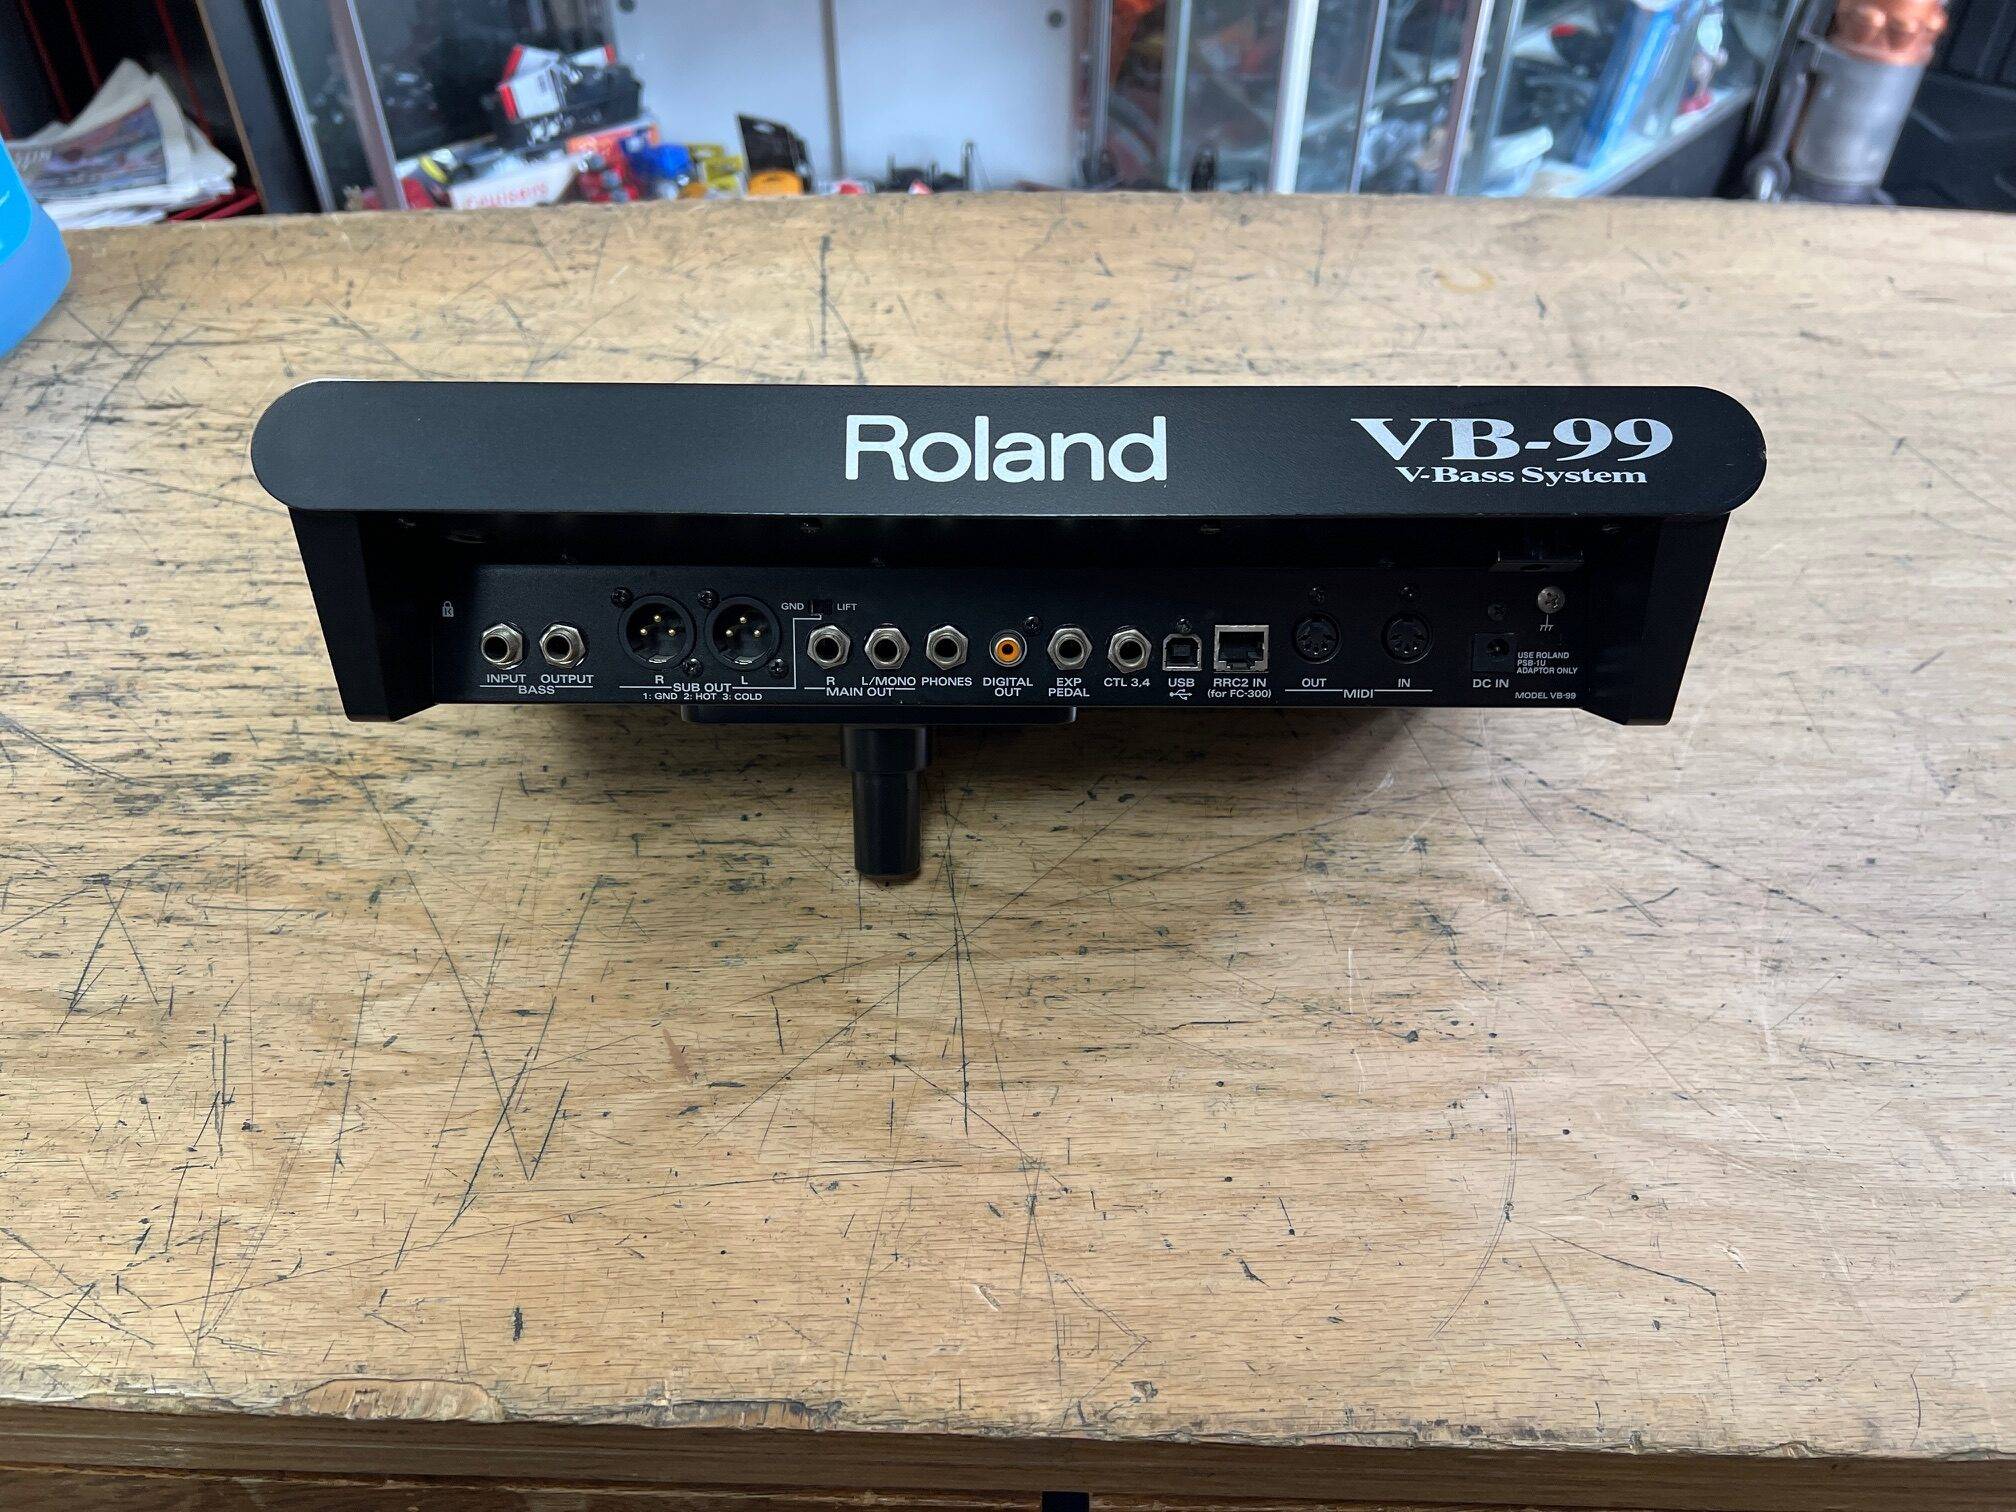 Cruisers
Roland
VB-99
V-Bass System
GND LIFT
INPUT OUTPUT
BASS
R SUB OUT L
1: GND 2: HOT 3: COLD
R L/MONO
MAIN OUT
PHONES
DIGITAL
OUT
EXP
PEDAL
CTL 3,4
USB
RRC2 IN
(for FC-300)
OUT MIDI IN
DC IN
USE ROLAND
PSB-1U
ADAPTOR ONLY
MODEL VB-99